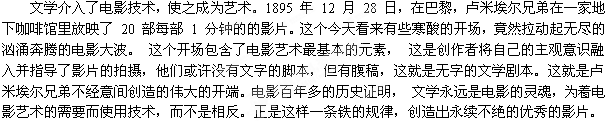 文学介入了电影技术，使之成为艺术。1895 年 12 月 28 日，在巴黎，卢米埃尔兄弟在一家地
下咖啡馆里放映了 20 部每部 1 分钟的的影片。这个今天看来有些寒酸的开场，竟然拉动起无尽的
汹涌奔腾的电影大波。 这个开场包含了电影艺术最基本的元素， 这是创作者将自己的主观意识融
入并指导了影片的拍摄，他们或许没有文字的脚本，但有腹稿，这就是无字的文学剧本。这就是卢
米埃尔兄弟不经意间创造的伟大的开端。电影百年多的历史证明， 文学永远是电影的灵魂，为着电
影艺术的需要而使用技术，而不是相反。正是这样一条铁的规律，创造出永续不绝的优秀的影片。